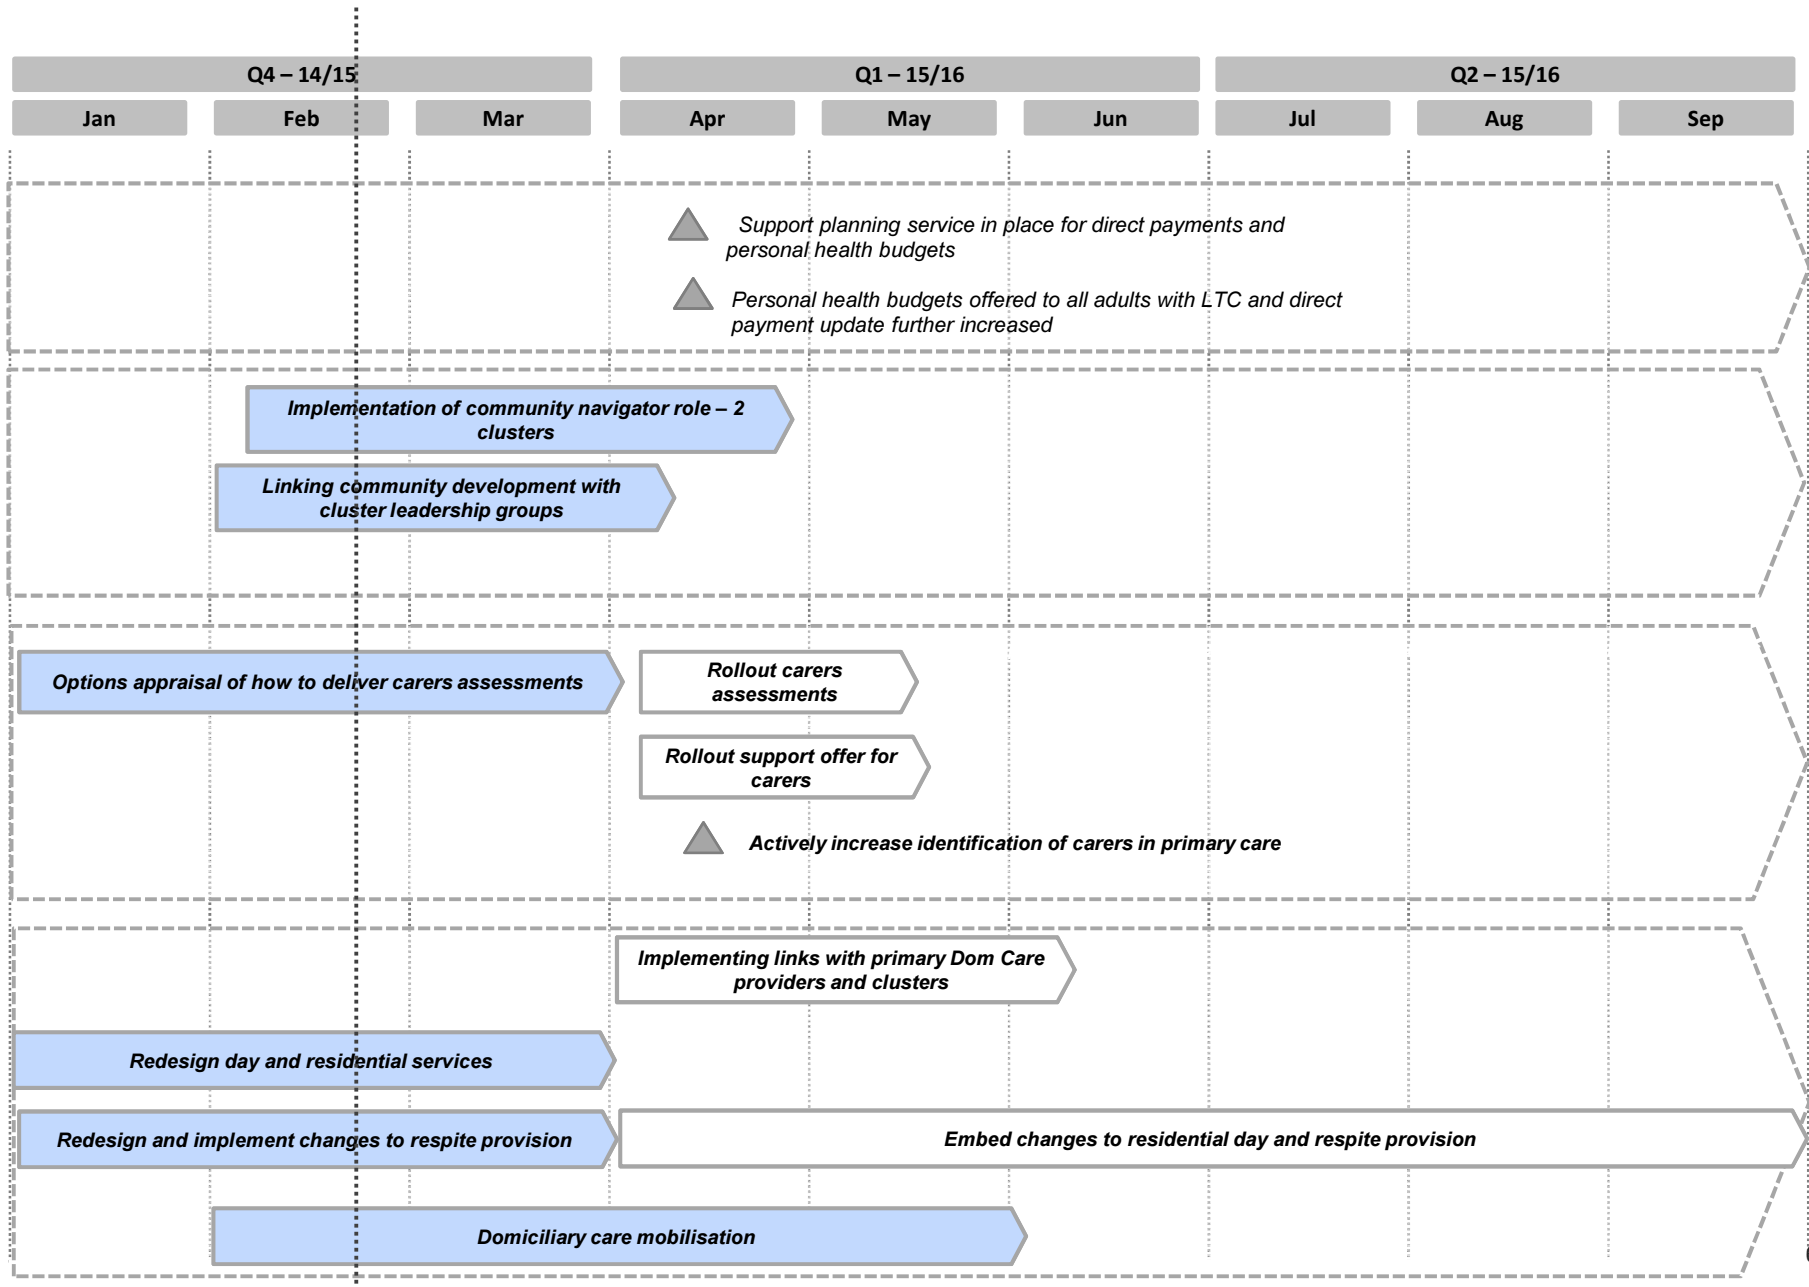 Q4 – 14/15
Q1 – 15/16
Q2 – 15/16
Jan
Feb
Mar
Apr
May
Jun
Jul
Aug
Sep
Support planning service in place for direct payments and
personal health budgets
Personal health budgets offered to all adults with LTC and direct
payment update further increased
Implementation of community navigator role – 2
clusters
Linking community development with
cluster leadership groups
Options appraisal of how to deliver carers assessments
Rollout carers
assessments
Rollout support offer for
carers
Actively increase identification of carers in primary care
Implementing links with primary Dom Care
providers and clusters
Redesign day and residential services
Redesign and implement changes to respite provision
Embed changes to residential day and respite provision
Domiciliary care mobilisation